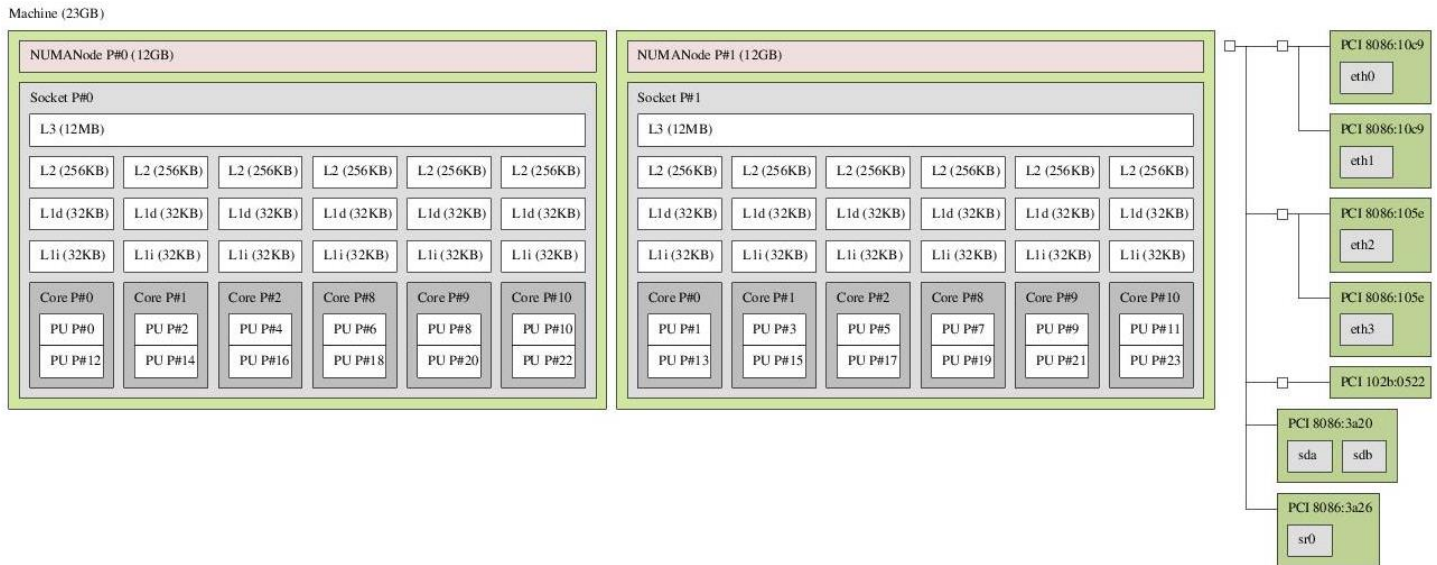 Machine (23GB)
NUMANode P#0 (12GB)
Socket P#0
L3 (12MB)
L2 (256KB) L2 (256KB) L2 (256KB) L2 (256KB) L2 (256KB) L2 (256KB)
L1d (32KB) L1d (32KB) L1d (32KB) L1d (32KB) L1d (32KB) L1d (32KB)
L1i (32KB) L1i (32KB) L1i (32KB) L1i (32KB) L1i (32KB) L1i (32KB)
Core P#0 Core P#1 Core P#2 Core P#8 Core P#9 Core P#10
PU P#0 PU P#2 PU P#4 PU P#6 PU P#8 PU P#10
PU P#12 PU P#14 PU P#16 PU P#18 PU P#20 PU P#22
NUMANode P#1 (12GB)
Socket P#1
L3 (12MB)
L2 (256KB) L2 (256KB) L2 (256KB) L2 (256KB) L2 (256KB) L2 (256KB)
L1d (32KB) L1d (32KB) L1d (32KB) L1d (32KB) L1d (32KB) L1d (32KB)
L1i (32KB) L1i (32KB) L1i (32KB) L1i (32KB) L1i (32KB) L1i (32KB)
Core P#0 Core P#1 Core P#2 Core P#8 Core P#9 Core P#10
PU P#1 PU P#3 PU P#5 PU P#7 PU P#9 PU P#11
PU P#13 PU P#15 PU P#17 PU P#19 PU P#21 PU P#23
PCI 8086:10c9
eth0
PCI 8086:10c9
eth1
PCI 8086:105e
eth2
PCI 8086:105e
eth3
PCI 102b:0522
PCI 8086:3a20
sda sdb
PCI 8086:3a26
sr0